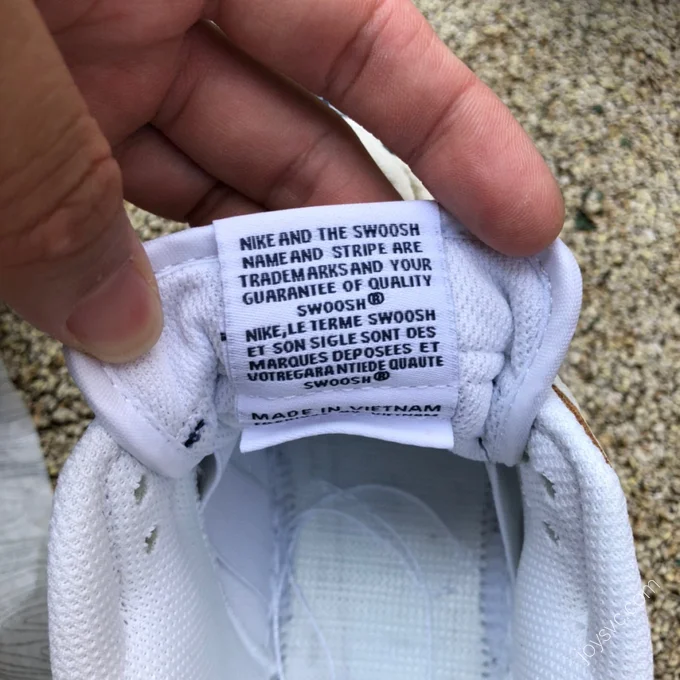 NIKE AND THE SWOOSH
NAME AND STRIPE ARE
TRADEMARKS AND YOUR
GUARANTEE OF QUALITY
SWOOSH®
NIKE, LE TERME SWOOSH
ET SON SIGLE SONT DES
MARQUES DEPOSEES ET
VOTREGARANTIEDE QUAUTE
SWOOSH®
MADE IN VIETNAM